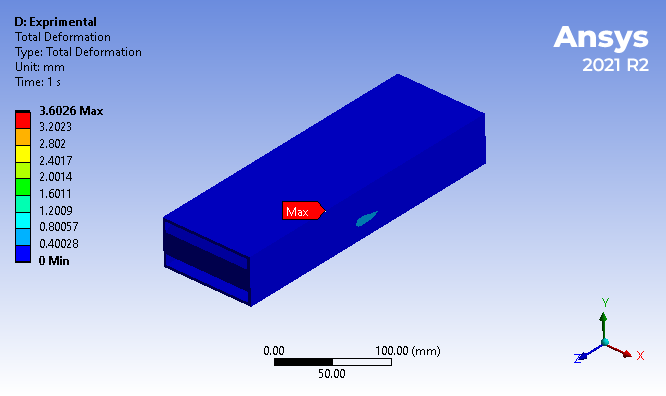 D: Exprimental
Total Deformation
Type: Total Deformation
Unit: mm
Time: 1 s
3.6026 Max
3.2023
2.802
2.4017
2.0014
1.6011
1.2009
0.80057
0.40028
0 Min
Ansys
2021 R2
Max
0.00 100.00 (mm)
50.00
Y
X
Z